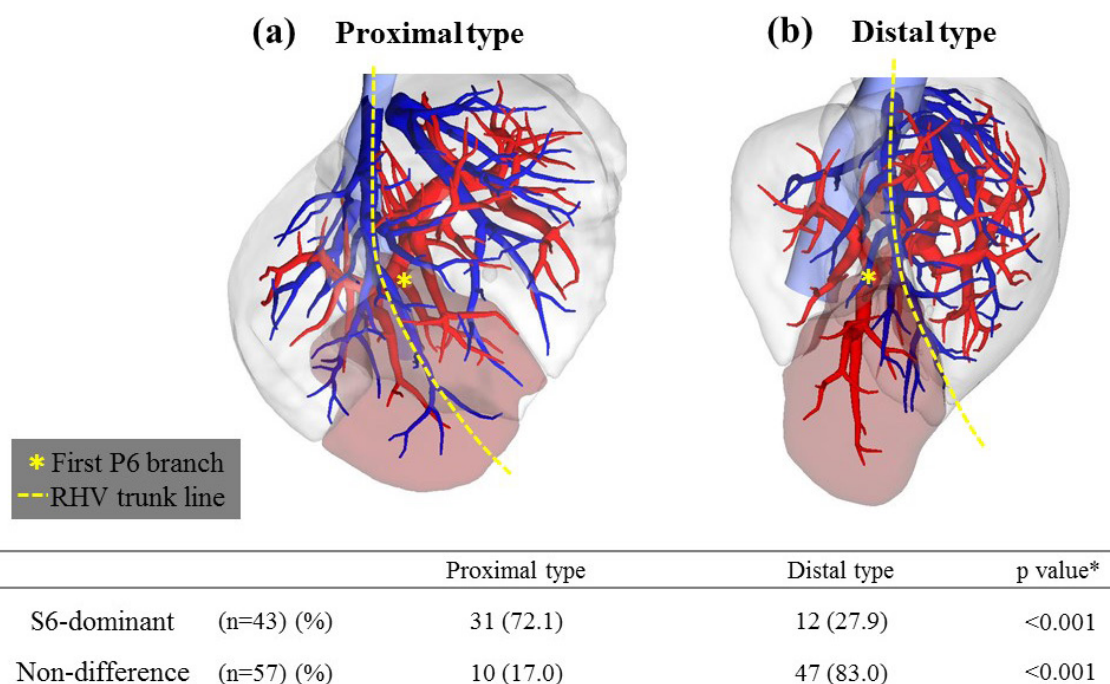 (a) Proximal type
(b) Distal type
* First P6 branch
RHV trunk line
Proximal type Distal type p value*
S6-dominant (n=43) (%) 31 (72.1) 12 (27.9) <0.001
Non-difference (n=57) (%) 10 (17.0) 47 (83.0) <0.001